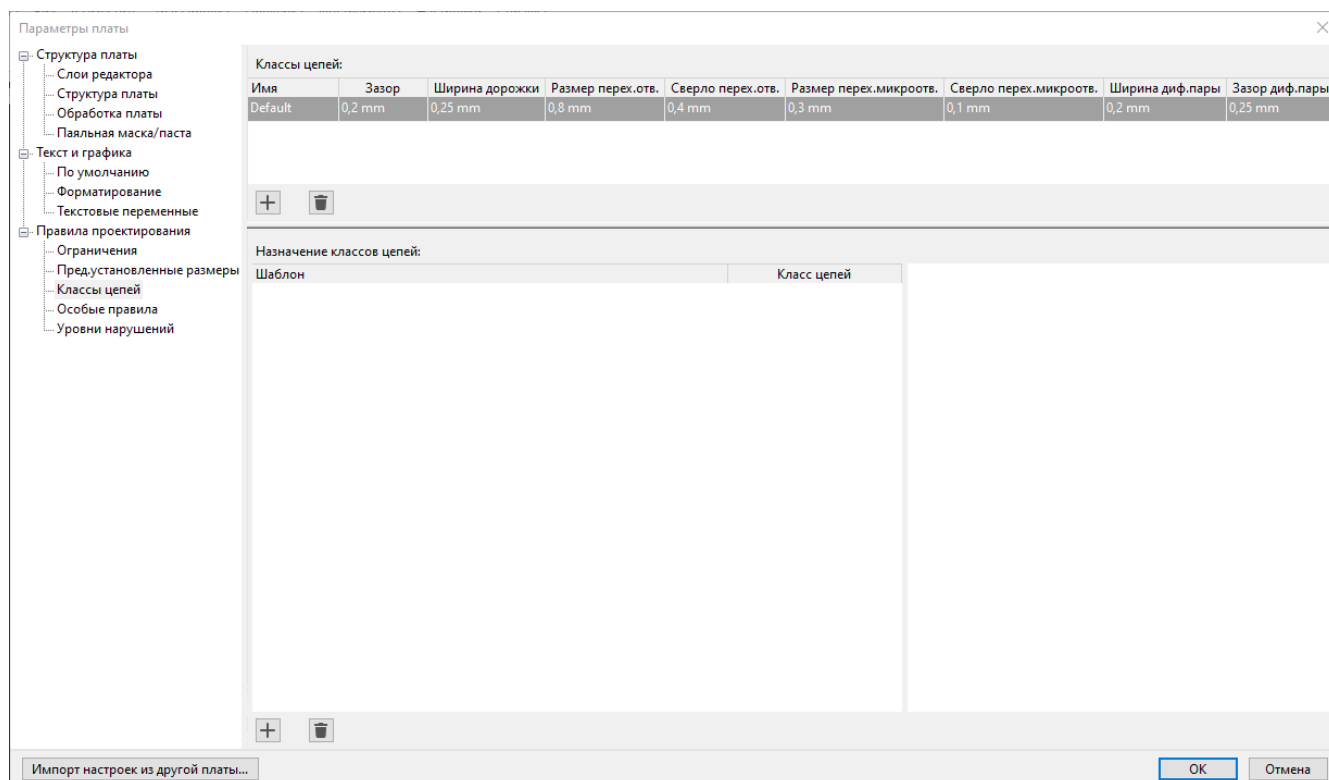 Параметры платы
Структура платы
Слои редактора
Структура платы
Обработка платы
Паяльная маска/паста
Текст и графика
По умолчанию
Форматирование
Текстовые переменные
Правила проектирования
Ограничения
Пред.установленные размеры
Классы цепей
Особые правила
Уровни нарушений
Классы цепей:
Имя Зазор Ширина дорожки Размер перех.отв. Сверло перех.отв. Размер перех.микроотв. Сверло перех.микроотв. Ширина диф.пары Зазор диф.пары
Default 0,2 mm 0,25 mm 0,8 mm 0,4 mm 0,3 mm 0,1 mm 0,2 mm 0,25 mm
Назначение классов цепей:
Шаблон Класс цепей
Импорт настроек из другой платы... OK Отмена